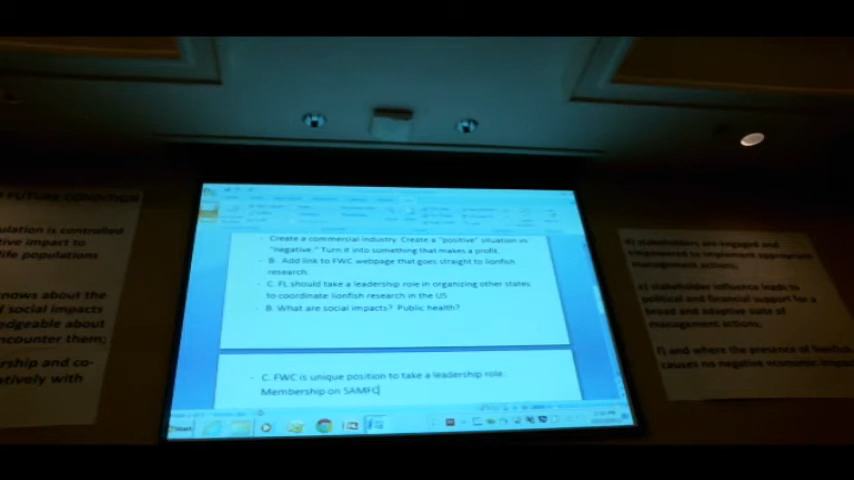 FUTURE CONDITION
ulation is controlled
tive impact to
life populations
nows about the
d social impacts
edgeable about
ncounter them;
rship and co-
atively with
Create a commercial industry. Create a "positive" situation in
"negative." Turn it into something that makes a profit.
- B. Add link to FWC webpage that goes straight to lionfish
research.
- C. FL should take a leadership role in organizing other states
to coordinate lionfish research in the US
- B. What are social impacts? Public health?
- C. FWC is unique position to take a leadership role.
Membership on SAMFC
Start
d) stakeholders are engaged and
empowered to implement appropriate
management actions;
e) stakeholder influence leads to
political and financial support for a
broad and adaptive suite of
management actions;
f) and where the presence of lionfish
causes no negative economic impact